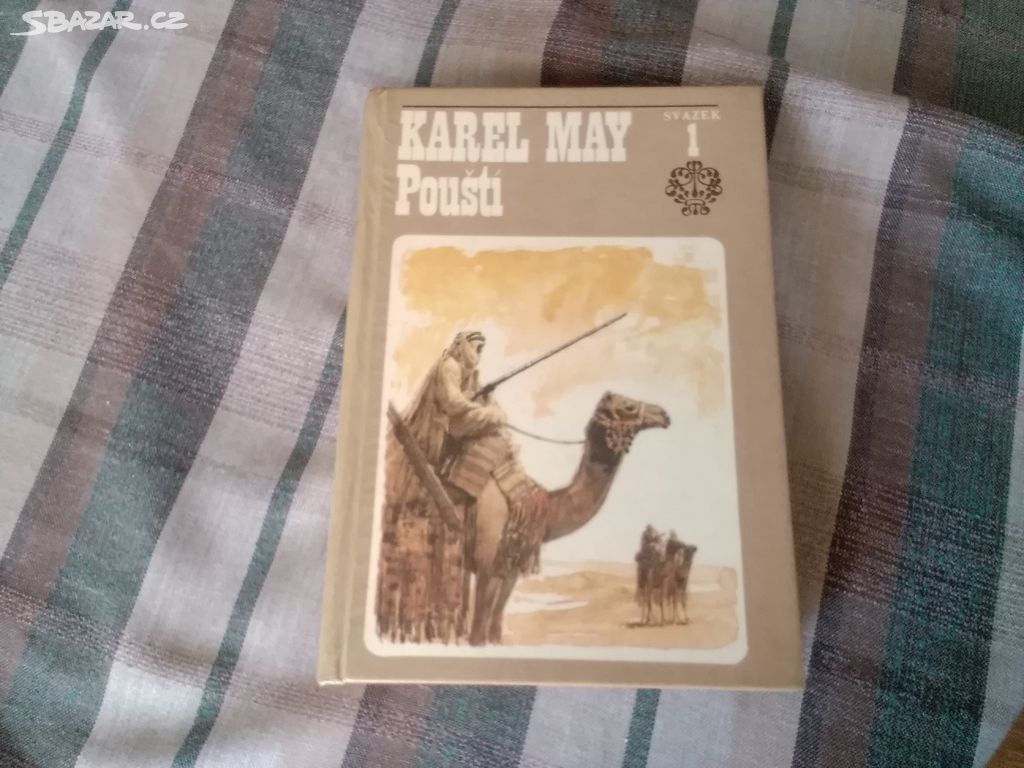 SBAZAR.CZ
KAREL MAY
Pouští
SVAZEK
1